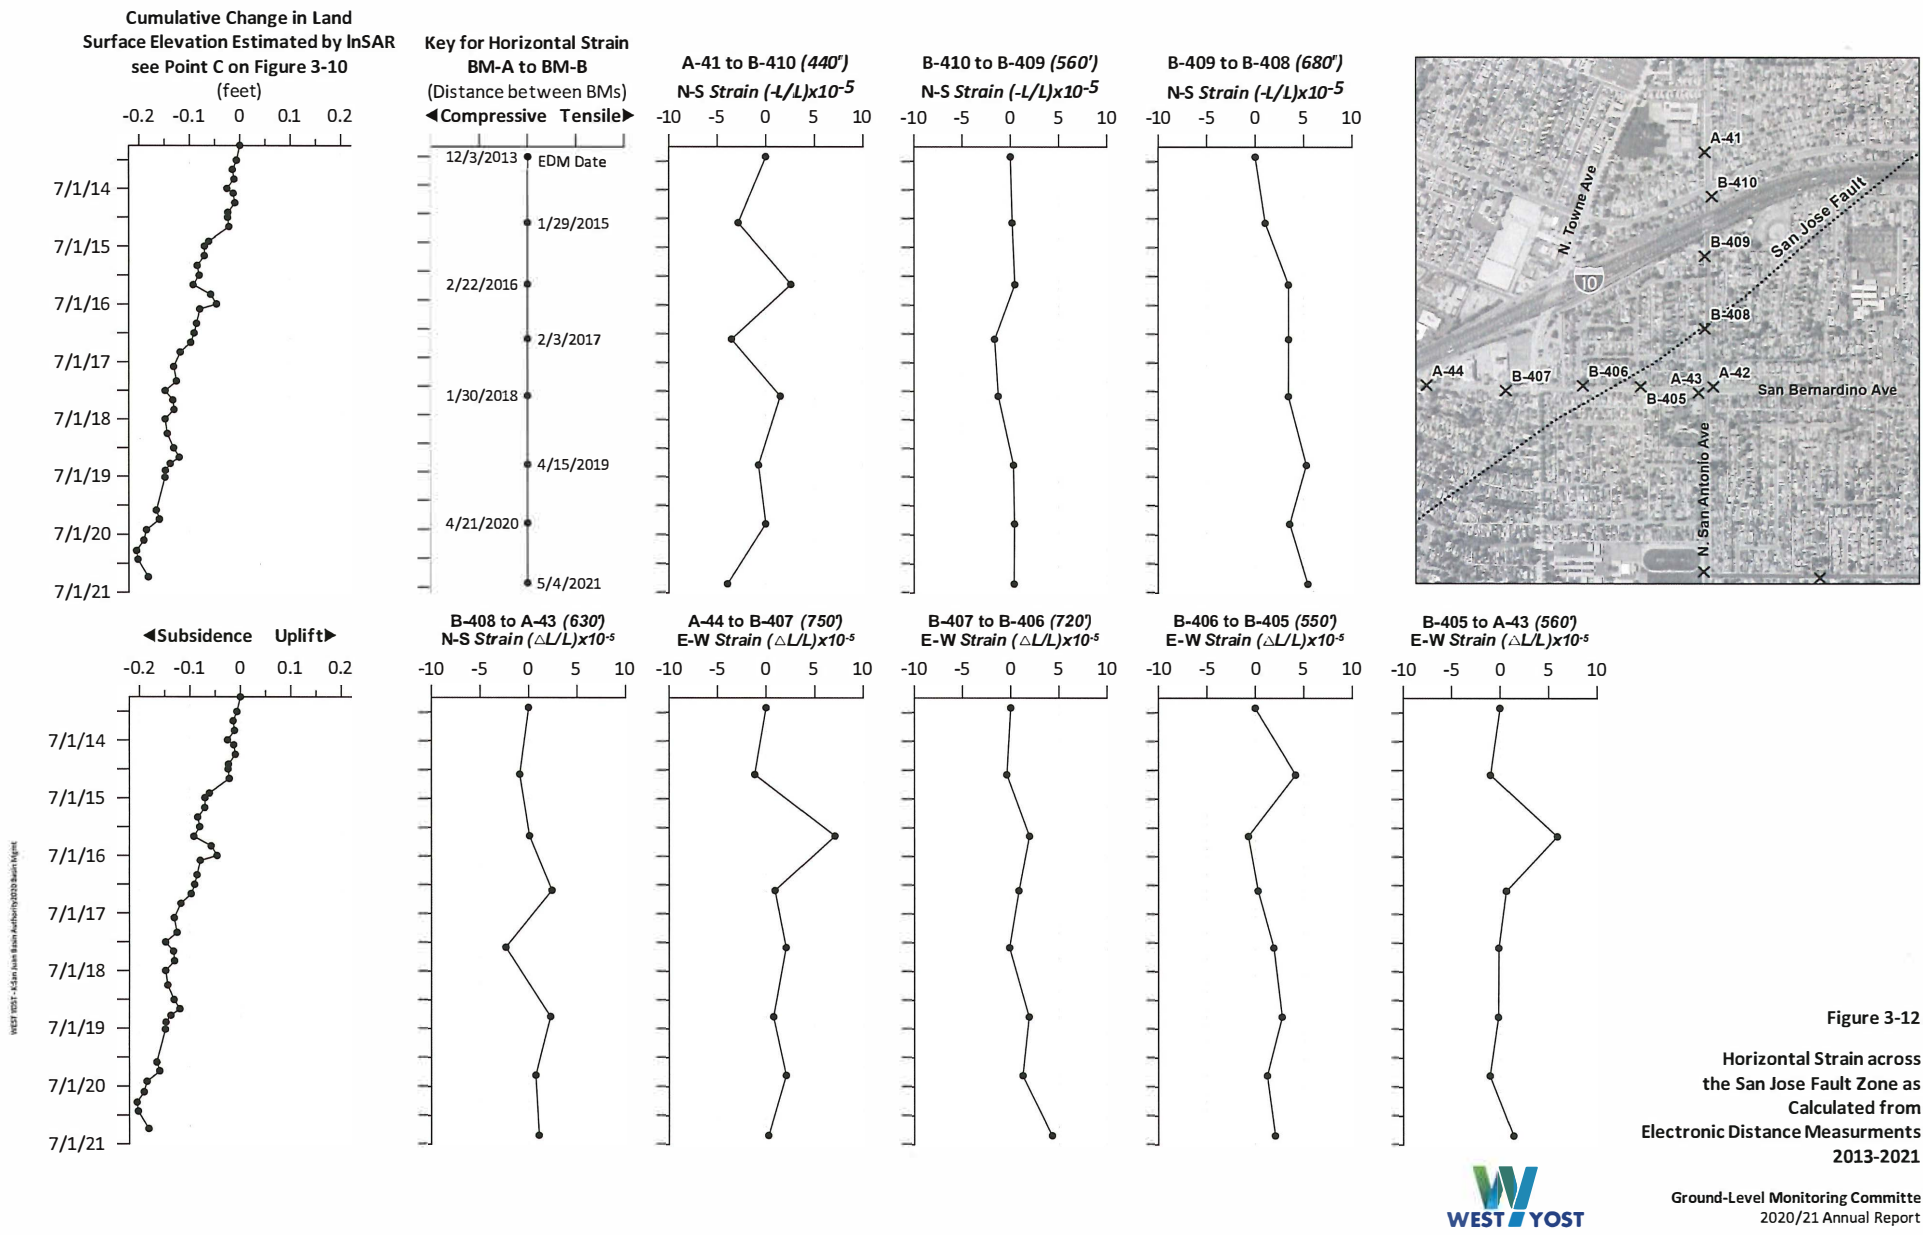 Cumulative Change in Land
Surface Elevation Estimated by lnSAR
see Point C on Figure 3-10
(feet)
-0.2 -0.1 0 0.1 0.2
7/1/14
7/1/15
7/1/16
7/1/17
7/1/18
7/1/19
7/1/20
7/1/21
Key for Horizontal Strain
BM-A to BM-B
(Distance between BMs)
◀Compressive Tensile▶
12/3/2013 EDM Date
1/29/2015
2/22/2016
2/3/2017
1/30/2018
4/15/2019
4/21/2020
5/4/2021
A-41 to B-410 (440")
N-S Strain (-L/L)x10-5
-10 -5 0 5 10
B-410 to B-409 (560')
N-S Strain (-L/L)x10-5
-10 -5 0 5 10
B-409 to B-408 (680")
N-S Strain (-L/L)x10-5
-10 -5 0 5 10
A-41
B-410
N. Towne Ave
San Jose Fault
B-409
10
B-408
A-44
B-407
B-406
B-405
A-43
A-42
San Bernardino Ave
N. San Antonio Ave
◀Subsidence Uplift▶
-0.2 -0.1 0 0.1 0.2
7/1/14
7/1/15
7/1/16
7/1/17
7/1/18
7/1/19
7/1/20
7/1/21
B-408 to A-43 (630')
N-S Strain (△L/L)x10-5
-10 -5 0 5 10
A-44 to B-407 (750')
E-W Strain (△L/L)x10-5
-10 -5 0 5 10
B-407 to B-406 (720')
E-W Strain (△L/L)x10-5
-10 -5 0 5 10
B-406 to B-405 (550')
E-W Strain (△L/L)x10-5
-10 -5 0 5 10
B-405 to A-43 (560')
E-W Strain (△L/L)x10-5
-10 -5 0 5 10
WEST YOST - K:San Juan Basin Authority2020 Basin Mgmt
Figure 3-12
Horizontal Strain across
the San Jose Fault Zone as
Calculated from
Electronic Distance Measurments
2013-2021
WEST YOST
Ground-Level Monitoring Committe
2020/21 Annual Report